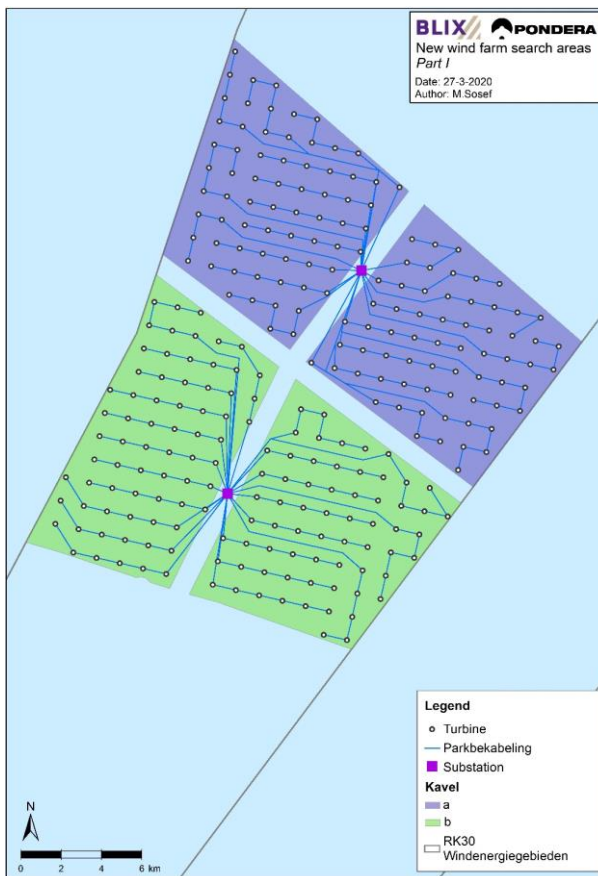 BLIX PONDERA
New wind farm search areas
Part I
Date: 27-3-2020
Author: M.Sosef
Legend
Turbine
Parkbekabeling
Substation
Kavel
a
b
RK30
Windenergiegebieden
N
0 2 4 6 km